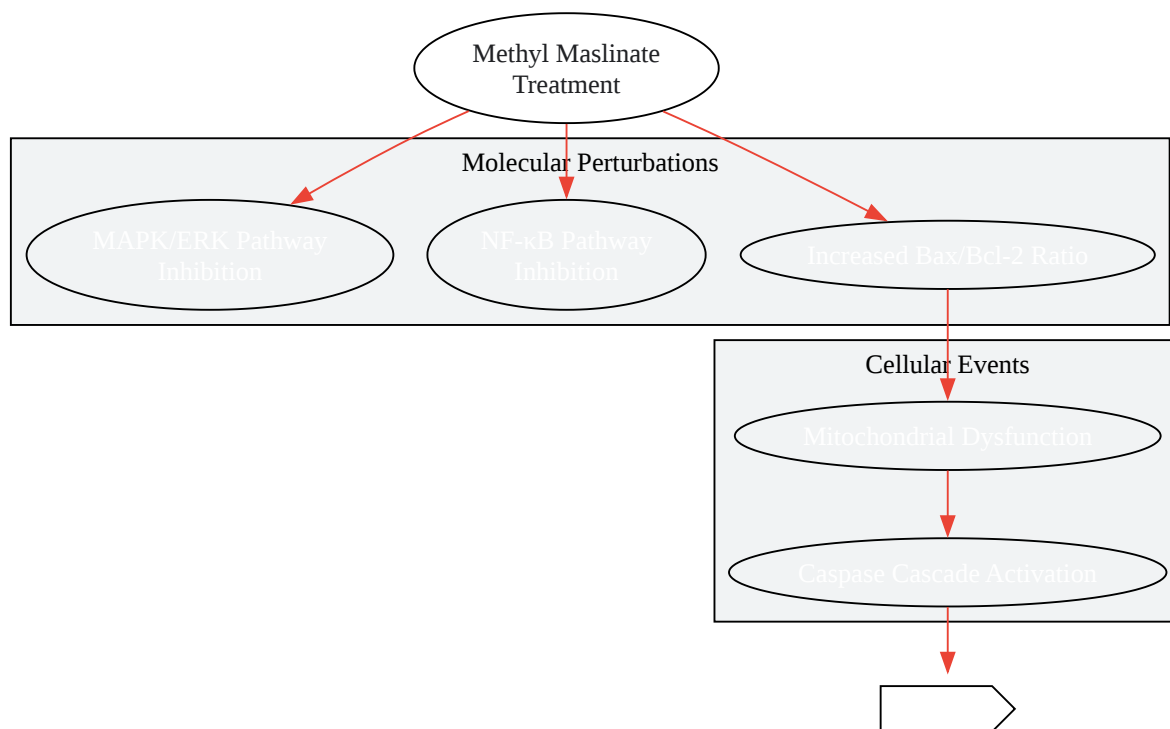 Methyl Maslinate
Treatment
Molecular Perturbations
MAPK/ERK Pathway
Inhibition
NF-κB Pathway
Inhibition
Increased Bax/Bcl-2 Ratio
Cellular Events
Mitochondrial Dysfunction
Caspase Cascade Activation